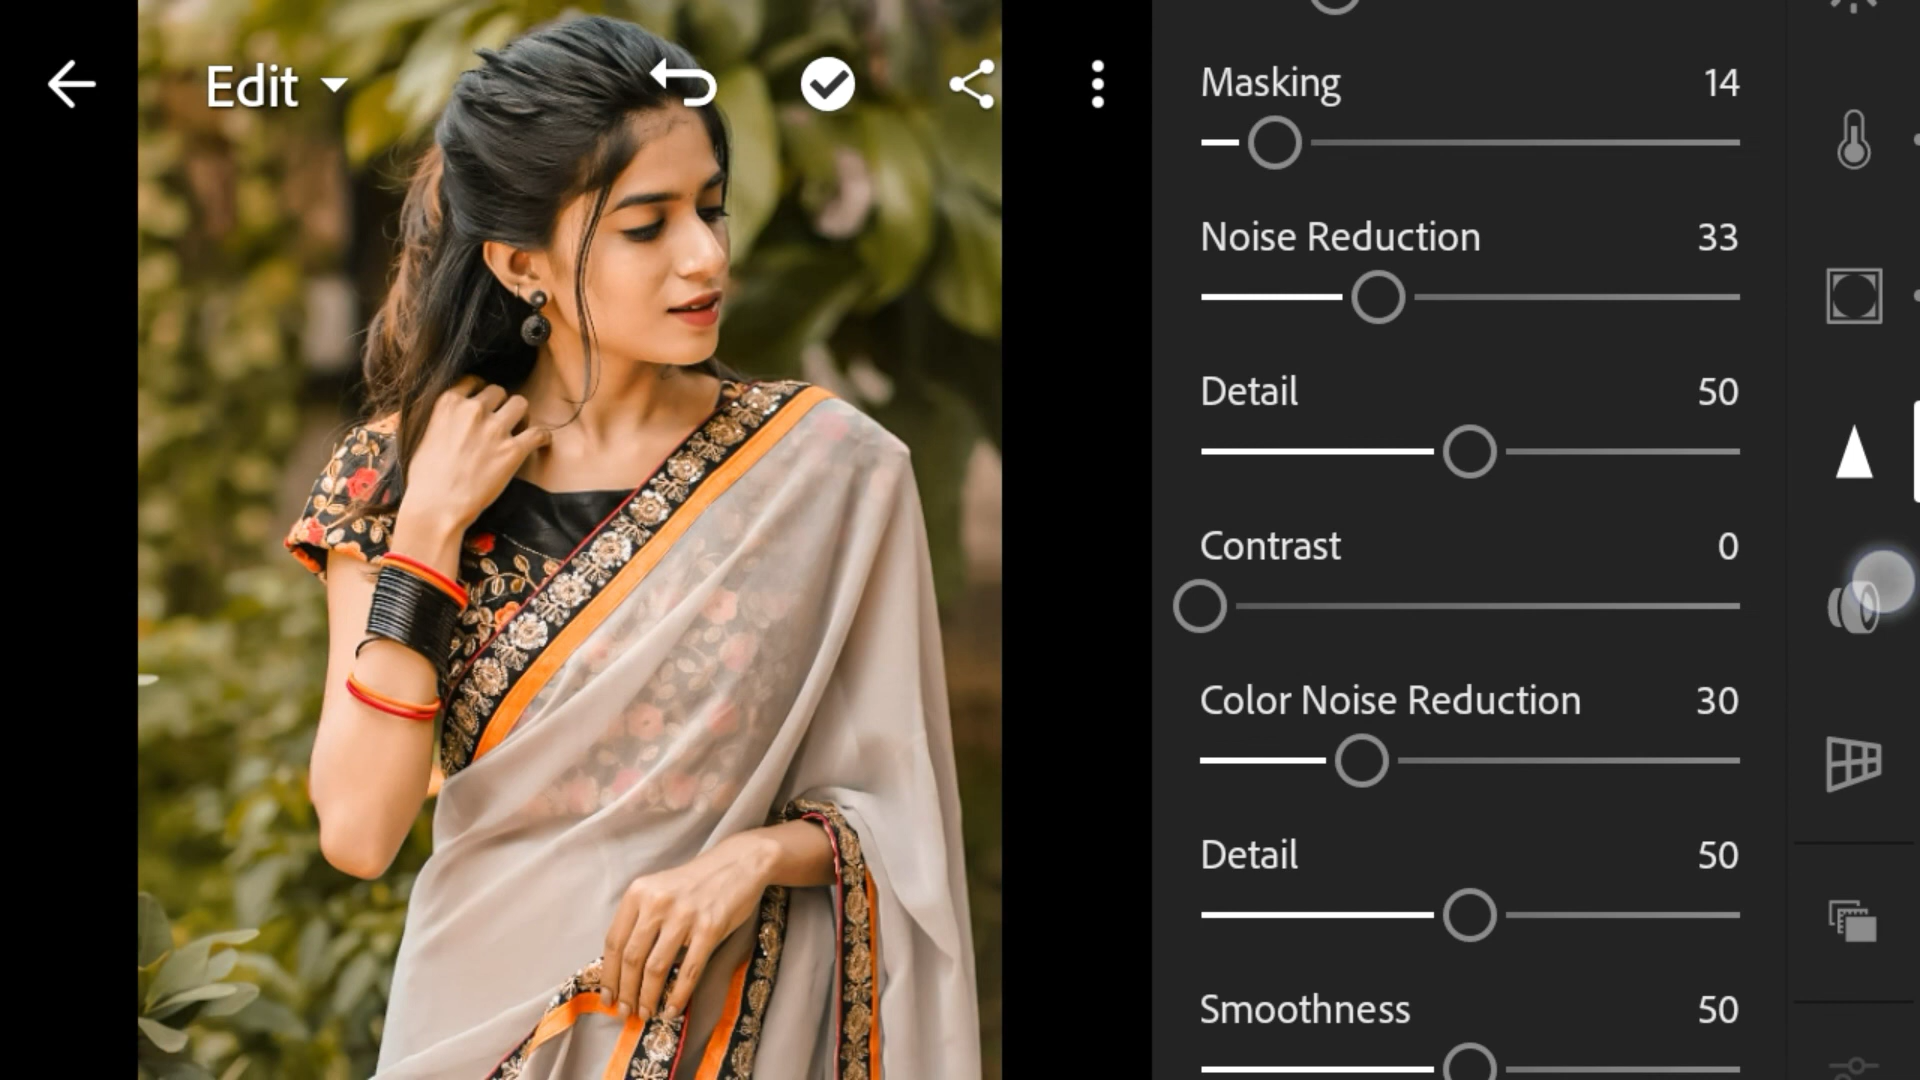 Edit
Masking 14
Noise Reduction 33
Detail 50
Contrast 0
Color Noise Reduction 30
Detail 50
Smoothness 50